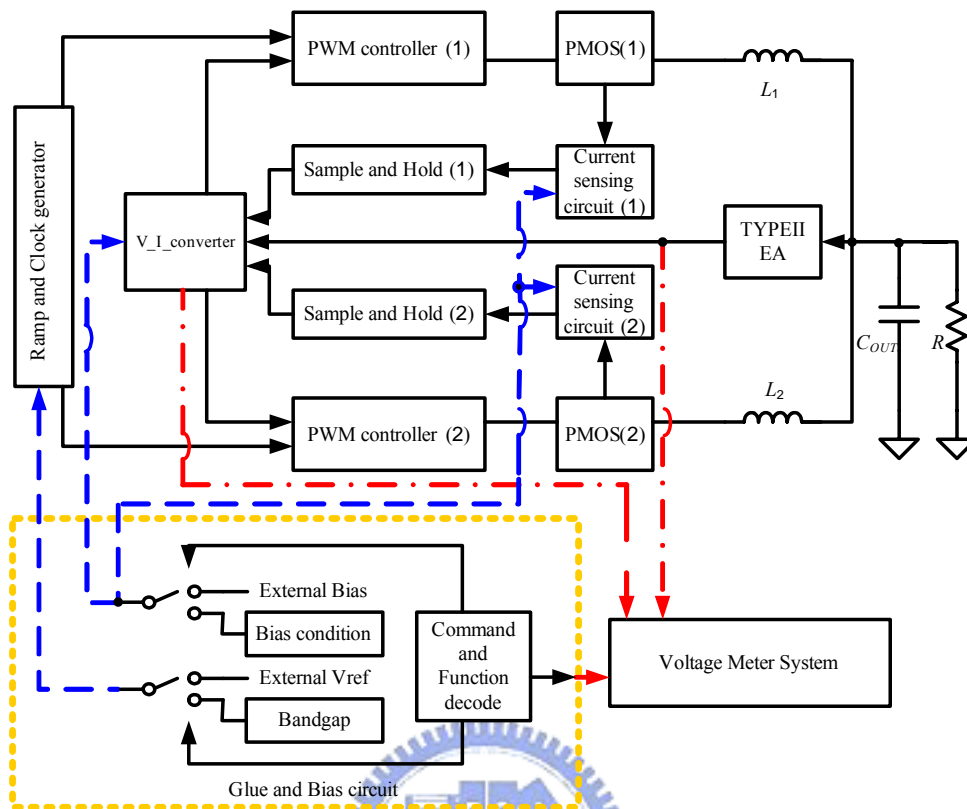 PWM controller (1)
PMOS(1)
L1
Ramp and Clock generator
Sample and Hold (1)
Current
sensing
circuit (1)
V_I_converter
TYPEII
EA
Sample and Hold (2)
Current
sensing
circuit (2)
COUT
R
L2
PWM controller (2)
PMOS(2)
External Bias
Bias condition
Command
and
Function
decode
Voltage Meter System
External Vref
Bandgap
Glue and Bias circuit